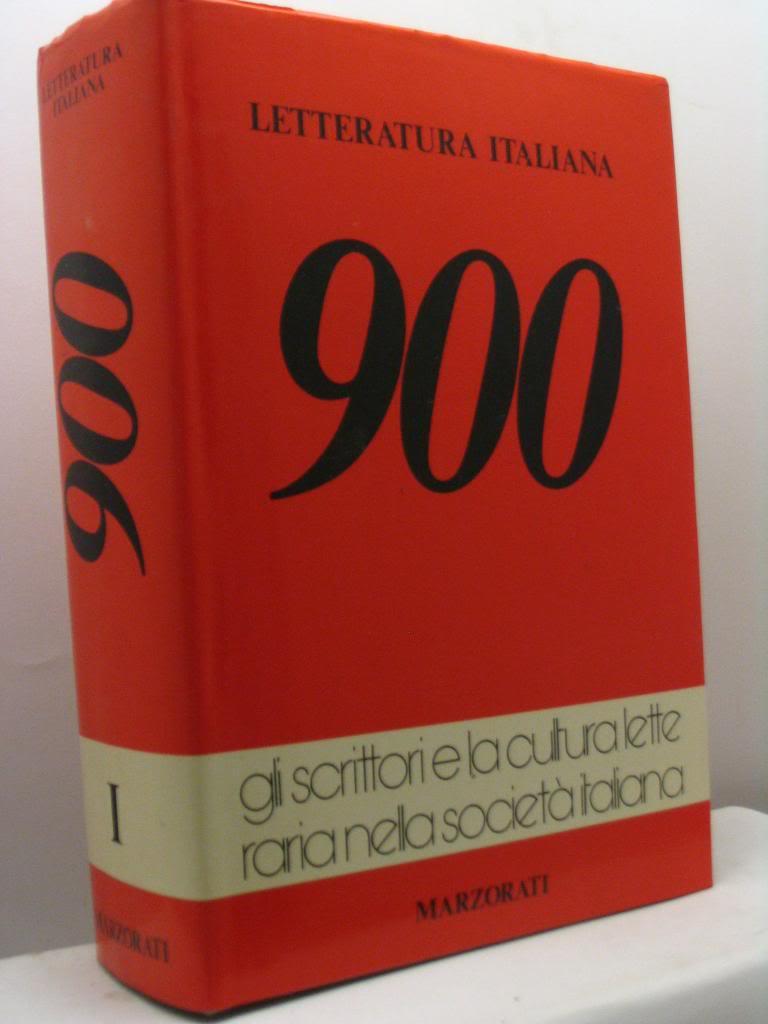 LETTERATURA
ITALIANA
900
I
MARZORATI
LETTERATURA ITALIANA
900
gli scrittori e la cultura lette
raria nella società italiana
MARZORATI